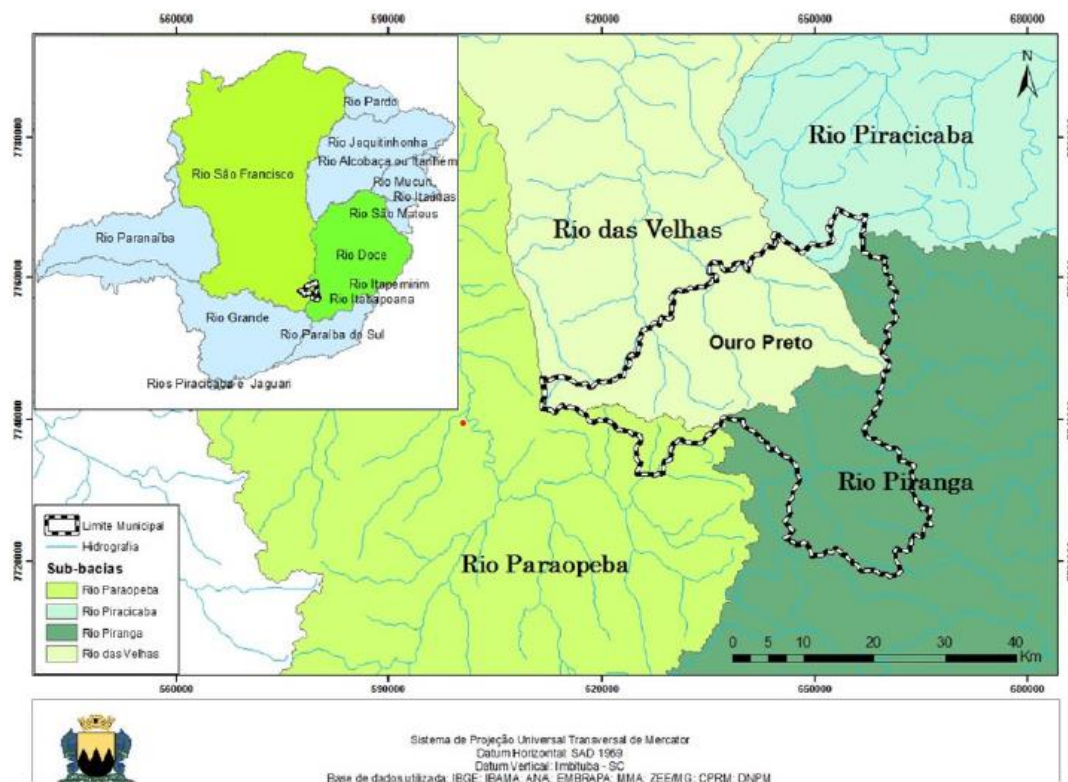 560000 590000 620000 650000 680000
N
Rio Pardo
Rio Jequitinhonha
Rio Alcobaça ou Itanhém
Rio Mucuri
Rio Itaúnas
Rio São Francisco
Rio São Mateus
Rio Paranaíba
Rio Doce
Rio Itapemirim
Rio Itabapoana
Rio Grande
Rio Paraíba do Sul
Rios Piracicaba e Jaguari
7780000
7760000
7740000
7720000
Rio Piracicaba
Rio das Velhas
Ouro Preto
Rio Piranga
Rio Paraopeba
Limite Municipal
Hidrografia
Sub-bacias
Rio Paraopeba
Rio Piracicaba
Rio Piranga
Rio das Velhas
0 5 10 20 30 40
Km
560000 590000 620000 650000 680000
Sistema de Projeção Universal Transversal de Mercator
Datum Horizontal: SAD 1969
Datum Vertical: Imbituba - SC
Base de dados utilizada: IBGE; IBAMA; ANA; EMBRAPA; MMA; ZEE/MG; CPRM; DNPM